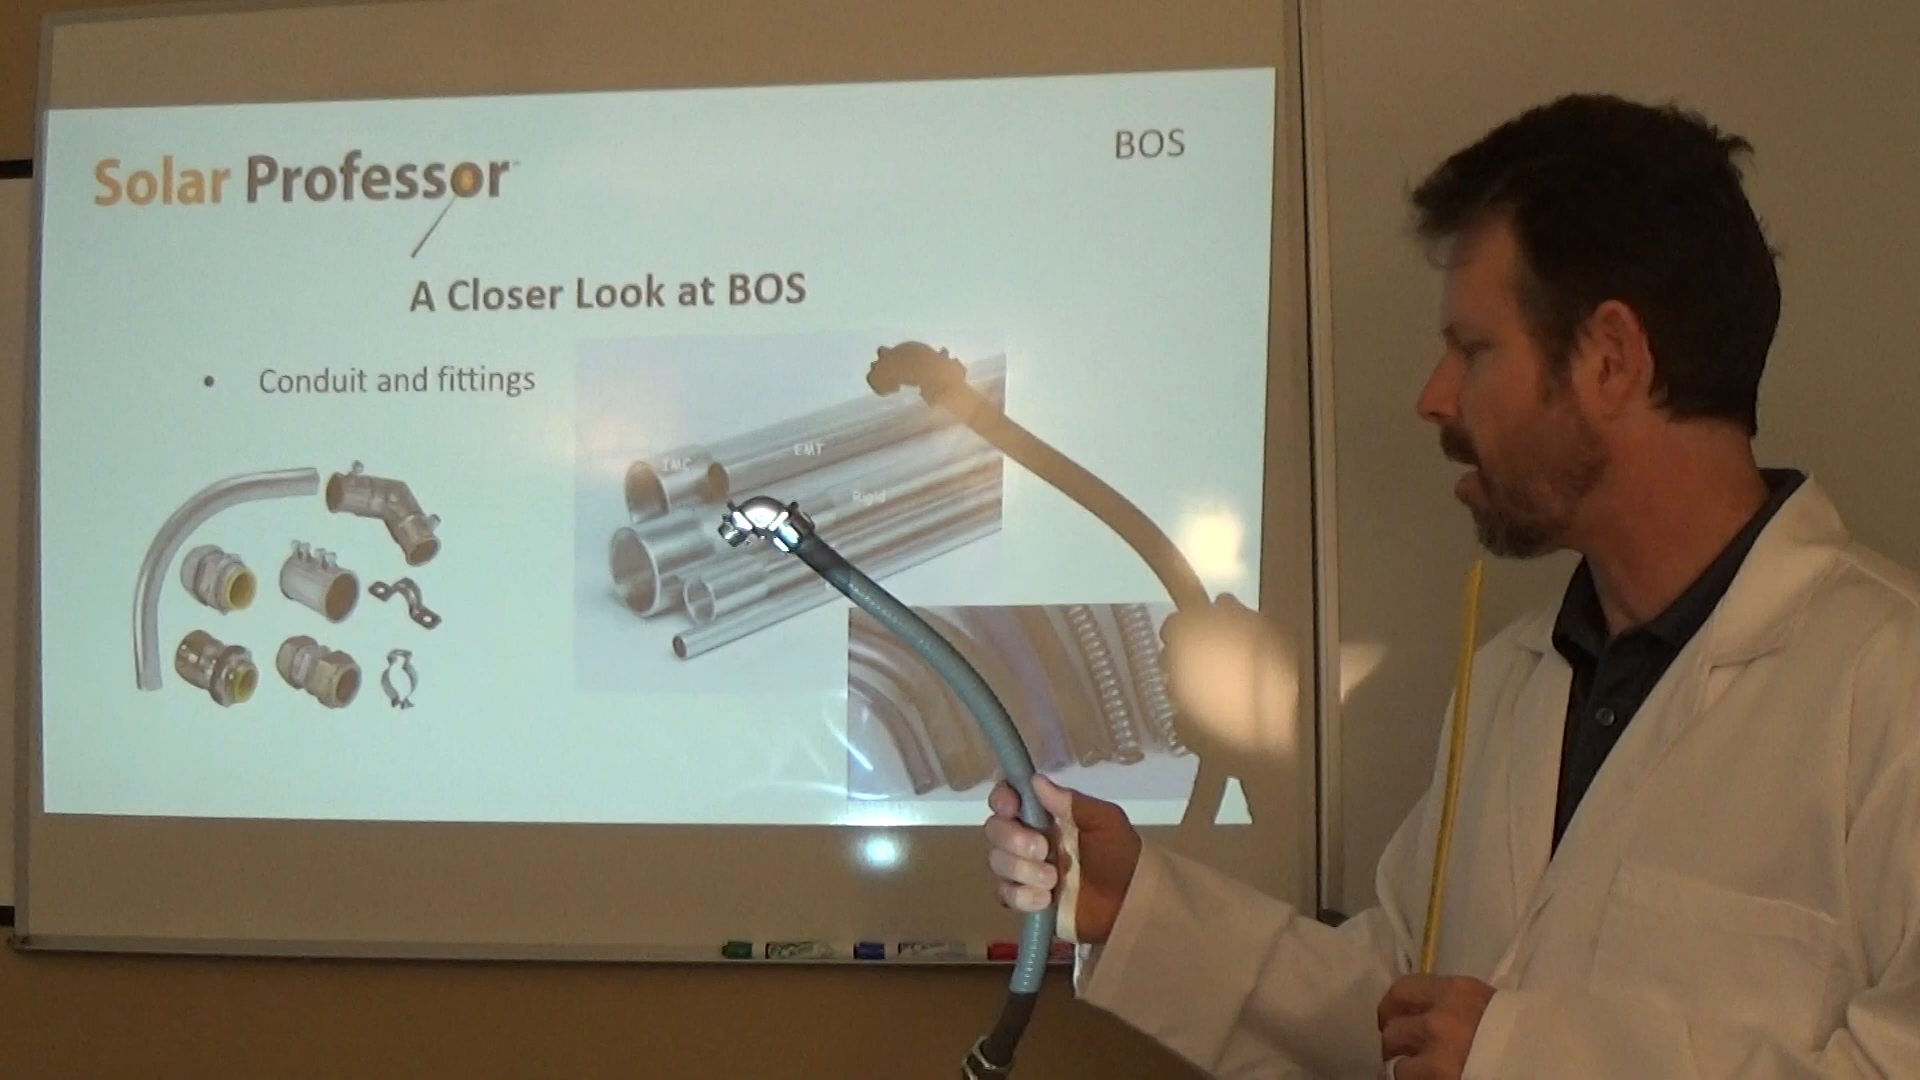 Solar Professor
BOS
A Closer Look at BOS
• Conduit and fittings
EMT
IMC
Rigid